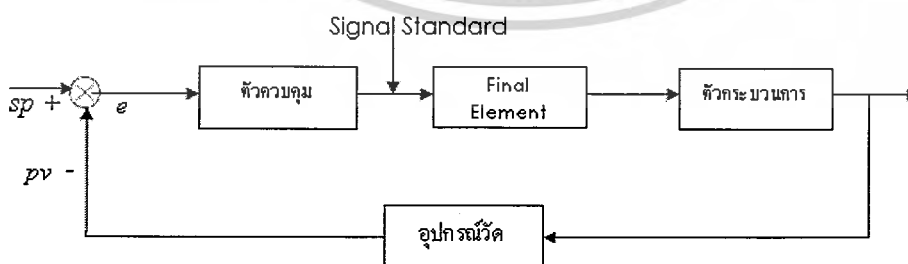 Signal Standard
sp +
e
ตัวควบคุม
Final
Element
ตัวกระบวนการ
pv -
อุปกรณ์วัด